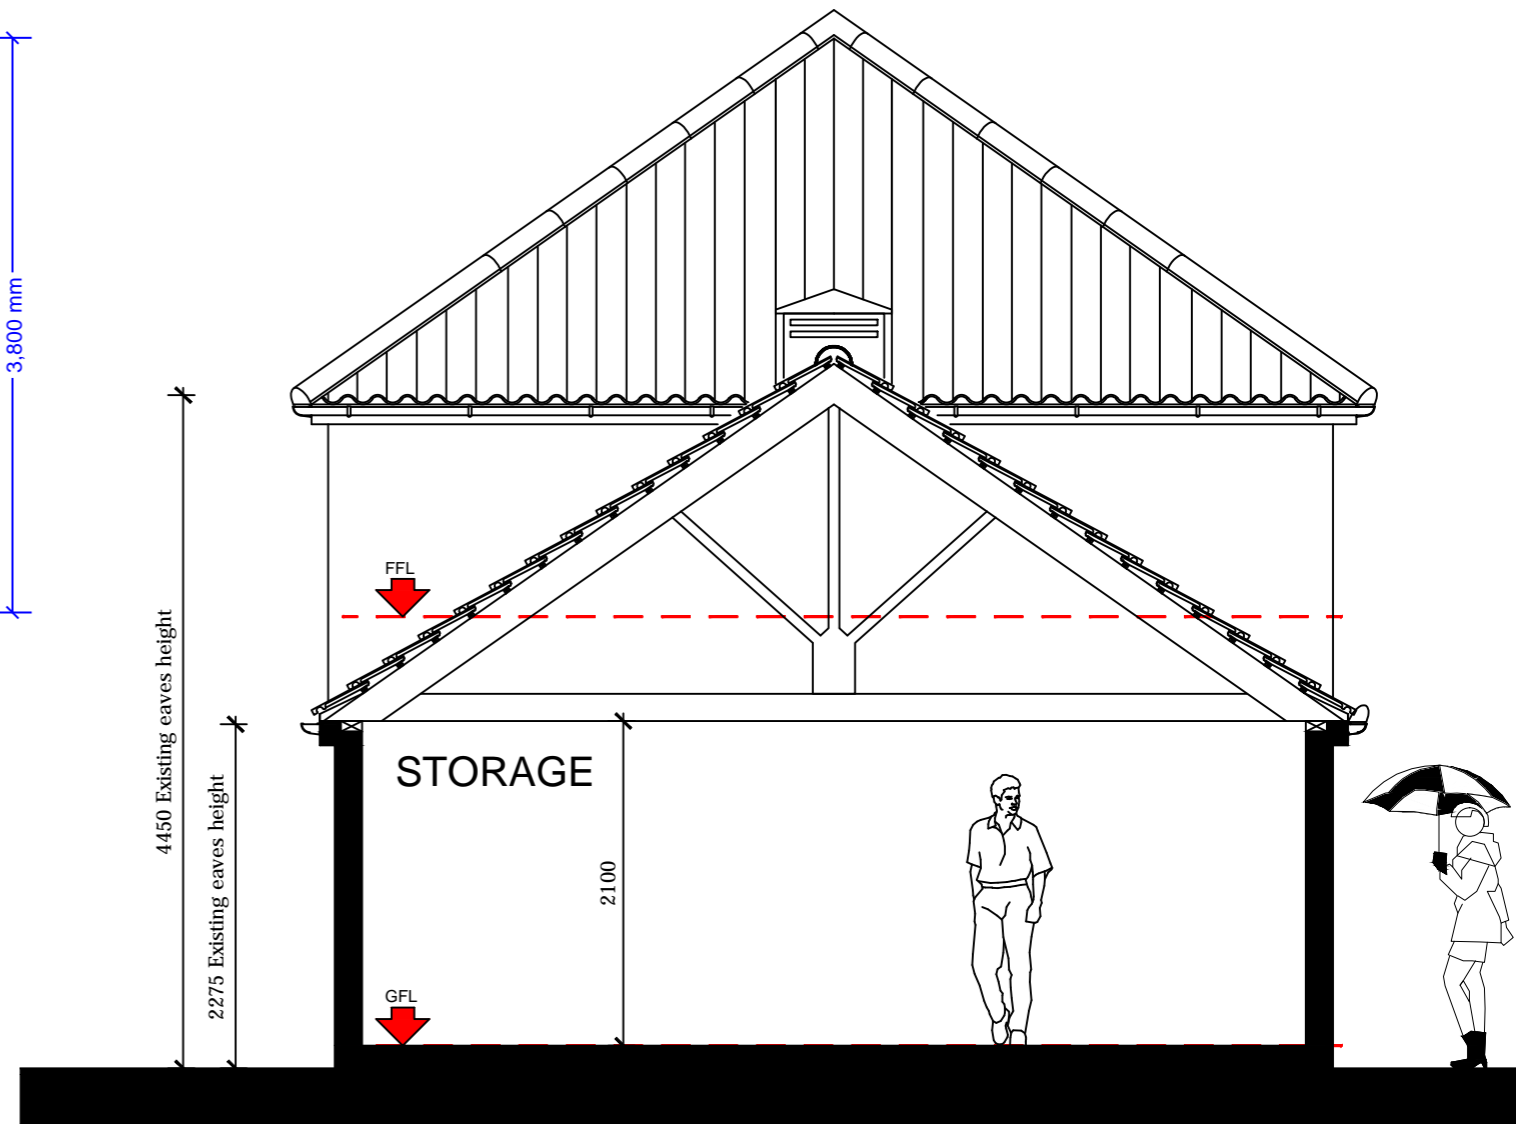 3,800 mm
4450 Existing eaves height
2275 Existing eaves height
FFL
STORAGE
2100
GFL